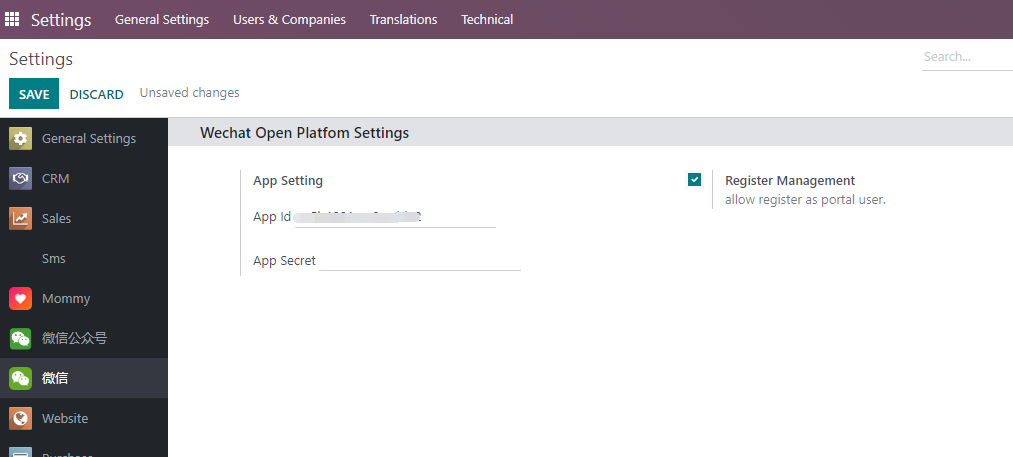 Settings General Settings Users & Companies Translations Technical
Settings
Search...
SAVE DISCARD Unsaved changes
General Settings
Wechat Open Platfom Settings
CRM
App Setting
Register Management
allow register as portal user.
Sales
App Id
Sms
App Secret
Mommy
微信公众号
微信
Website
Purchase